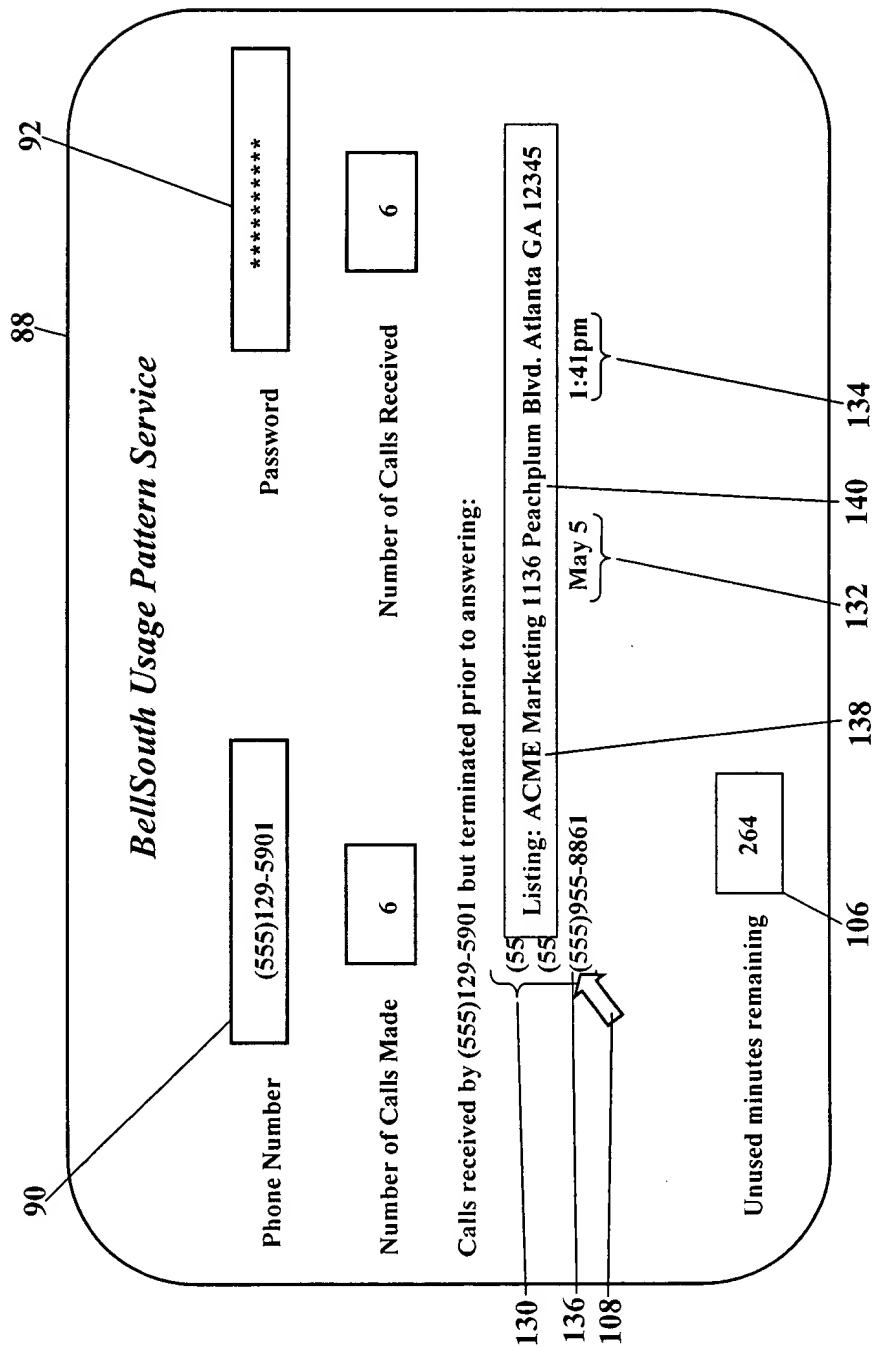 88
92
90
BellSouth Usage Pattern Service
Phone Number
(555)129-5901
Password
***********
Number of Calls Made
6
Number of Calls Received
6
Calls received by (555)129-5901 but terminated prior to answering:
(55
(55
Listing: ACME Marketing 1136 Peachplum Blvd. Atlanta GA 12345
(555)955-8861
May 5
1:41pm
130
136
108
Unused minutes remaining
264
106
138
132
140
134